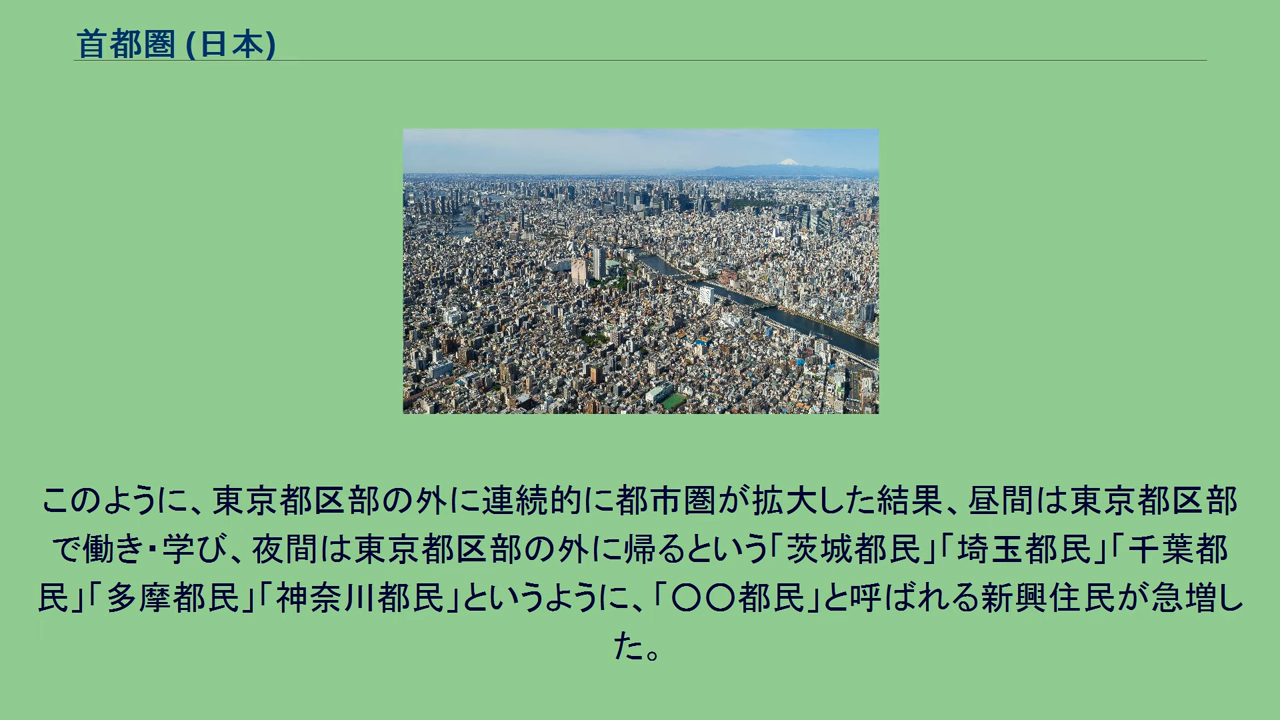 首都圏 (日本)
このように、東京都区部の外に連続的に都市圏が拡大した結果、昼間は東京都区部
で働き・学び、夜間は東京都区部の外に帰るという「茨城都民」「埼玉都民」「千葉都
民」「多摩都民」「神奈川都民」というように、「〇〇都民」と呼ばれる新興住民が急増し
た。